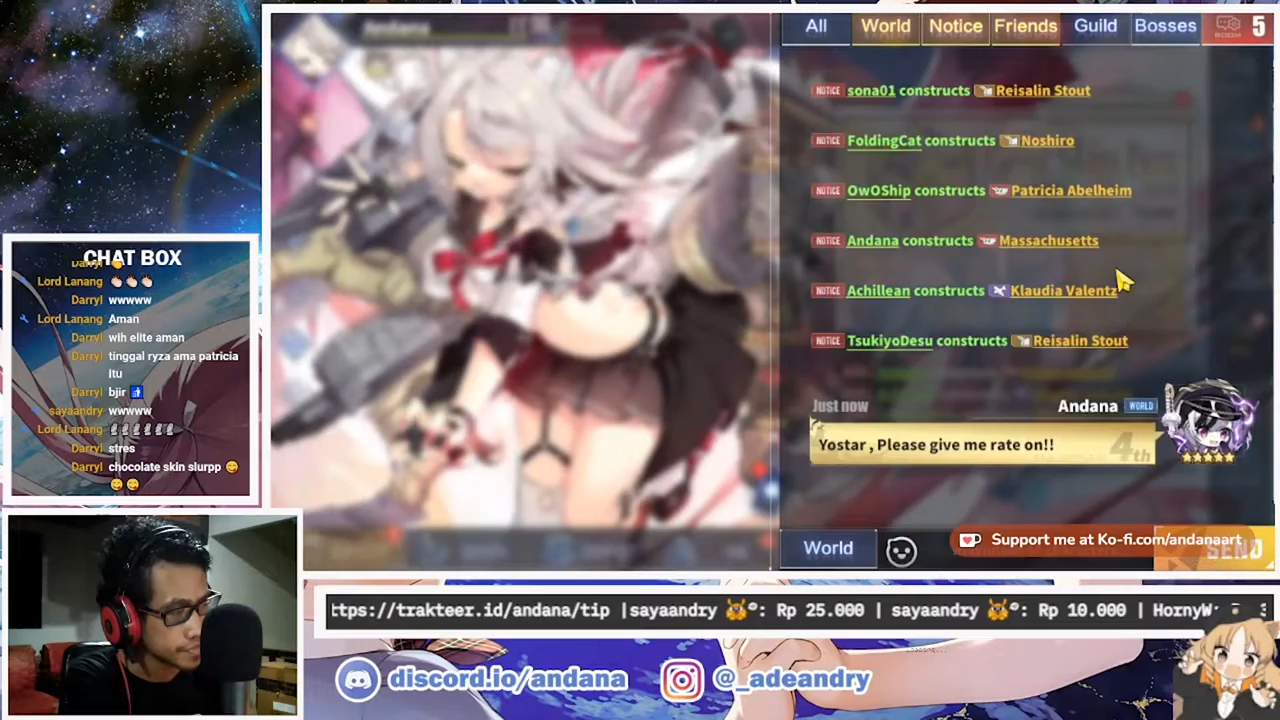 Andana
All World Notice Friends Guild Bosses ROOM 5
NOTICE sona01 constructs Reisalin Stout
NOTICE FoldingCat constructs Noshiro
NOTICE OwOShip constructs Patricia Abelheim
NOTICE Andana constructs Massachusetts
NOTICE Achillean constructs Klaudia Valentz
NOTICE TsukiyoDesu constructs Reisalin Stout
Just now Andana WORLD
Yostar , Please give me rate on!!
4th
World
Support me at Ko-fi.com/andanaart
SEND
CHAT BOX
Darryl
Lord Lanang 👏🏻👏🏻👏🏻
Darryl wwwww
Lord Lanang Aman
Darryl wih elite aman
Darryl tinggal ryza ama patricia
itu
Darryl bjir 🚹
sayaandry wwwww
Lord Lanang
Darryl stres
Darryl chocolate skin slurpp 😋
😋😋
ttps://trakteer.id/andana/tip |sayaandry : Rp 25.000 | sayaandry : Rp 10.000 | HornyW
discord.io/andana @_adeandry